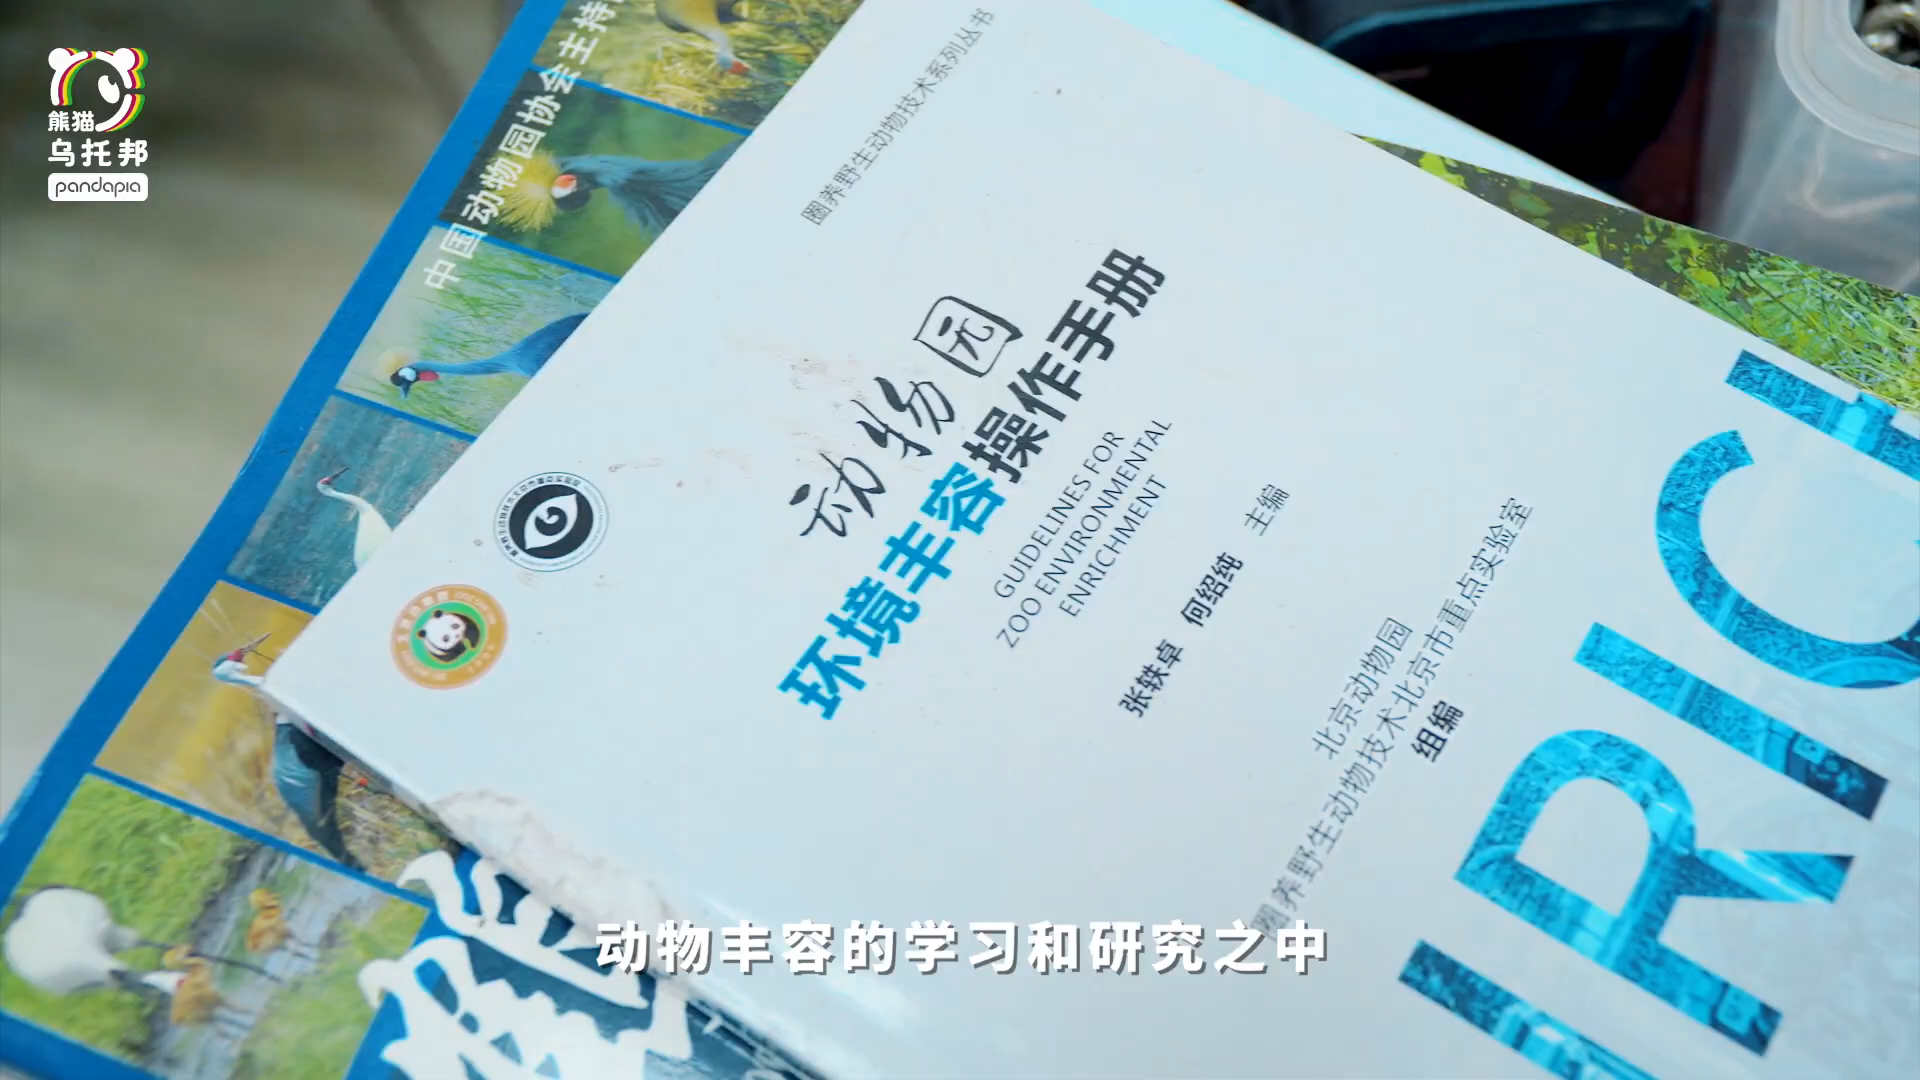 熊猫
乌托邦
pandapia
中国动物园协会主持
圈养野生动物技术系列丛书
动物园
环境丰容操作手册
GUIDELINES FOR
ZOO ENVIRONMENTAL
ENRICHMENT
张轶卓 何绍纯 主编
北京动物园
圈养野生动物技术北京市重点实验室
组编
动物丰容的学习和研究之中